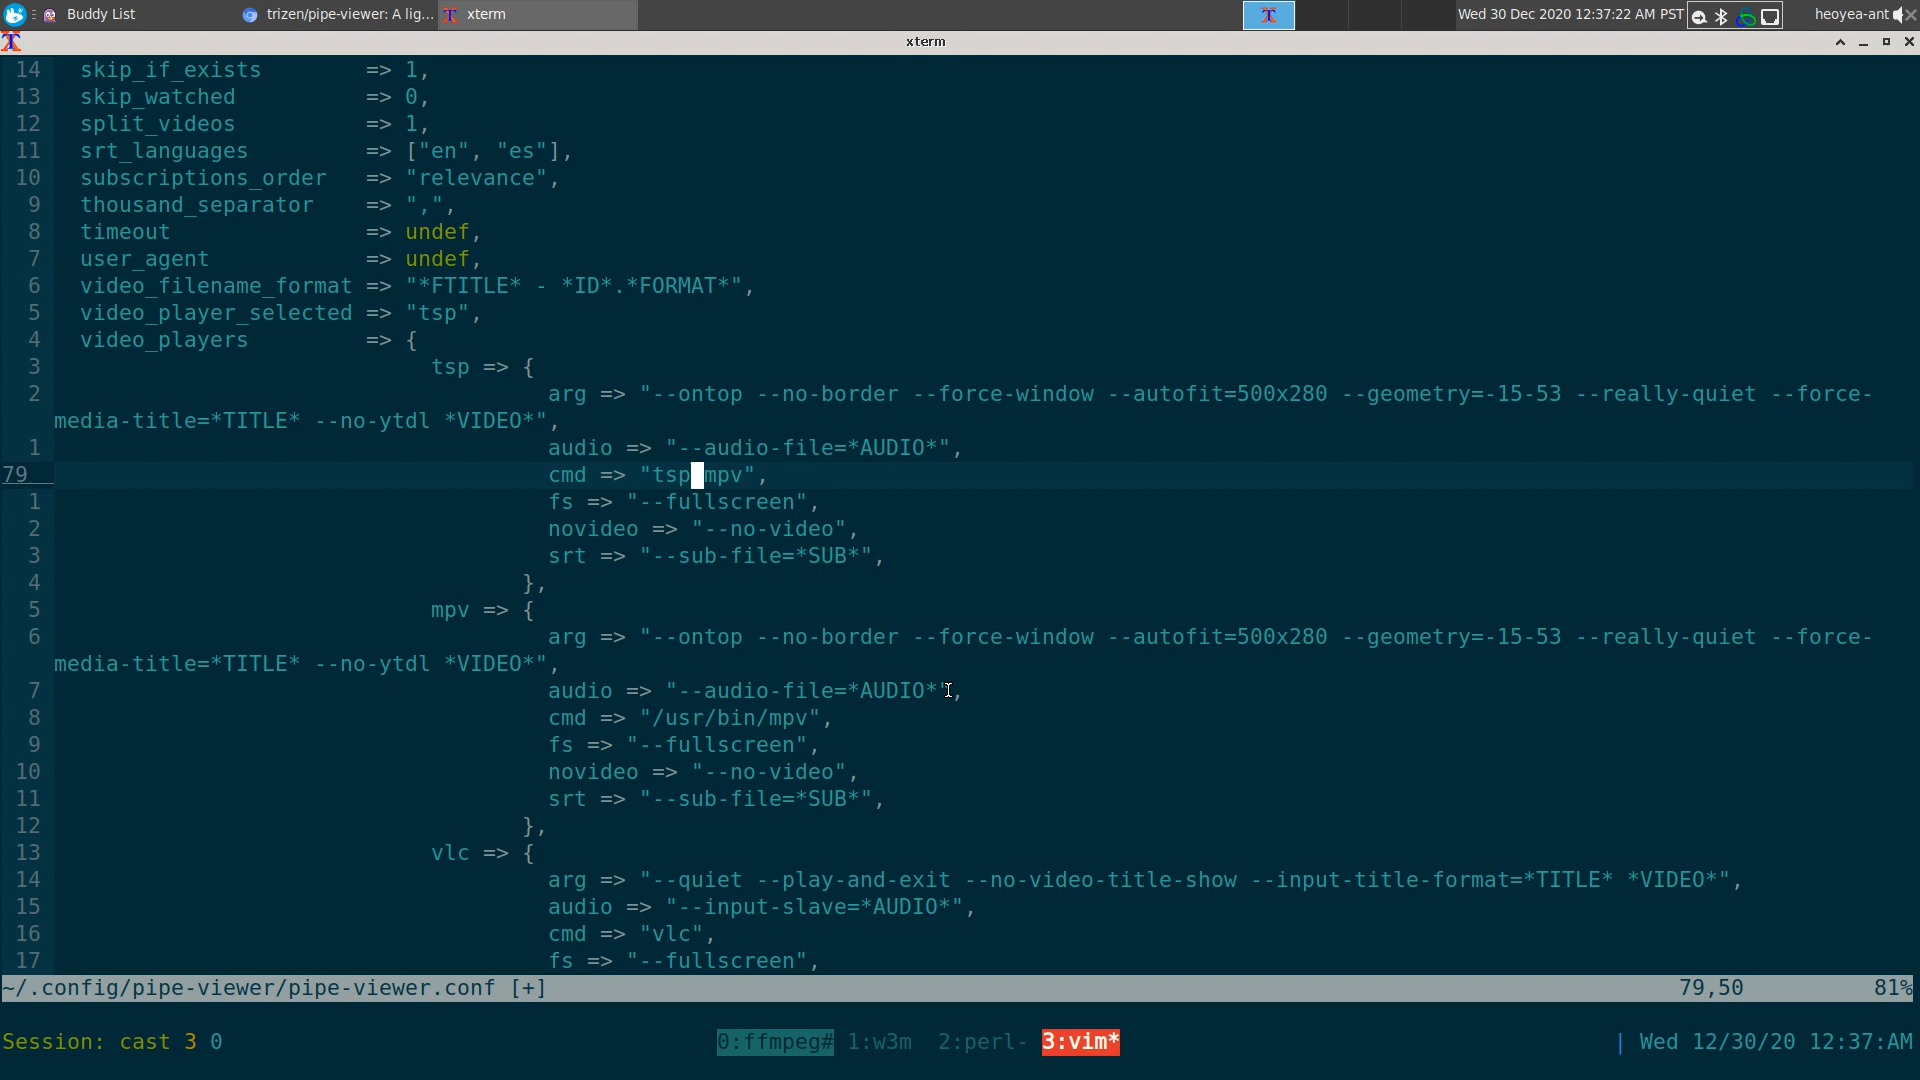 Buddy List
trizen/pipe-viewer: A lig...
xterm
Wed 30 Dec 2020 12:37:22 AM PST
heoyea-ant
xterm
14 skip_if_exists => 1,
13 skip_watched => 0,
12 split_videos => 1,
11 srt_languages => ["en", "es"],
10 subscriptions_order => "relevance",
9 thousand_separator => ",",
8 timeout => undef,
7 user_agent => undef,
6 video_filename_format => "*FTITLE* - *ID*.*FORMAT*",
5 video_player_selected => "tsp",
4 video_players => {
3 tsp => {
2 arg => "--ontop --no-border --force-window --autofit=500x280 --geometry=-15-53 --really-quiet --force-
media-title=*TITLE* --no-ytdl *VIDEO*",
1 audio => "--audio-file=*AUDIO*",
79 cmd => "tsp mpv",
1 fs => "--fullscreen",
2 novideo => "--no-video",
3 srt => "--sub-file=*SUB*",
4 },
5 mpv => {
6 arg => "--ontop --no-border --force-window --autofit=500x280 --geometry=-15-53 --really-quiet --force-
media-title=*TITLE* --no-ytdl *VIDEO*",
7 audio => "--audio-file=*AUDIO*",
8 cmd => "/usr/bin/mpv",
9 fs => "--fullscreen",
10 novideo => "--no-video",
11 srt => "--sub-file=*SUB*",
12 },
13 vlc => {
14 arg => "--quiet --play-and-exit --no-video-title-show --input-title-format=*TITLE* *VIDEO*",
15 audio => "--input-slave=*AUDIO*",
16 cmd => "vlc",
17 fs => "--fullscreen",
~/.config/pipe-viewer/pipe-viewer.conf [+] 79,50 81%
Session: cast 3 0 0:ffmpeg# 1:w3m 2:perl- 3:vim* | Wed 12/30/20 12:37:AM